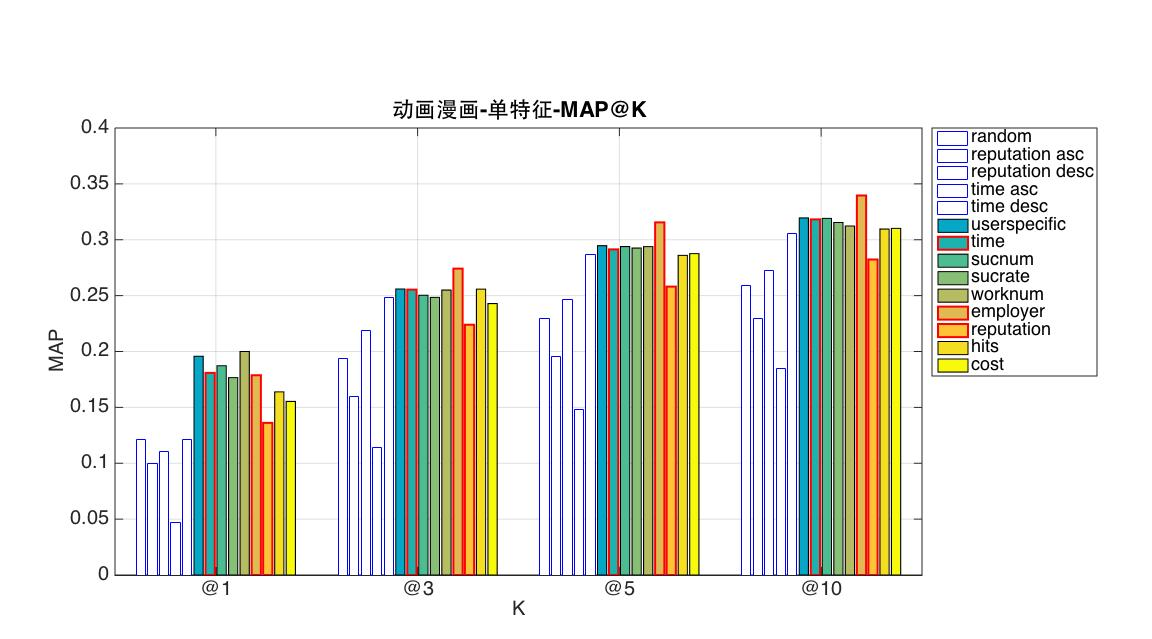 动画漫画-单特征-MAP@K
0.4
0.35
0.3
0.25
0.2
0.15
0.1
0.05
0
MAP
@1
@3
@5
@10
K
random
reputation asc
reputation desc
time asc
time desc
userspecific
time
sucnum
sucrate
worknum
employer
reputation
hits
cost